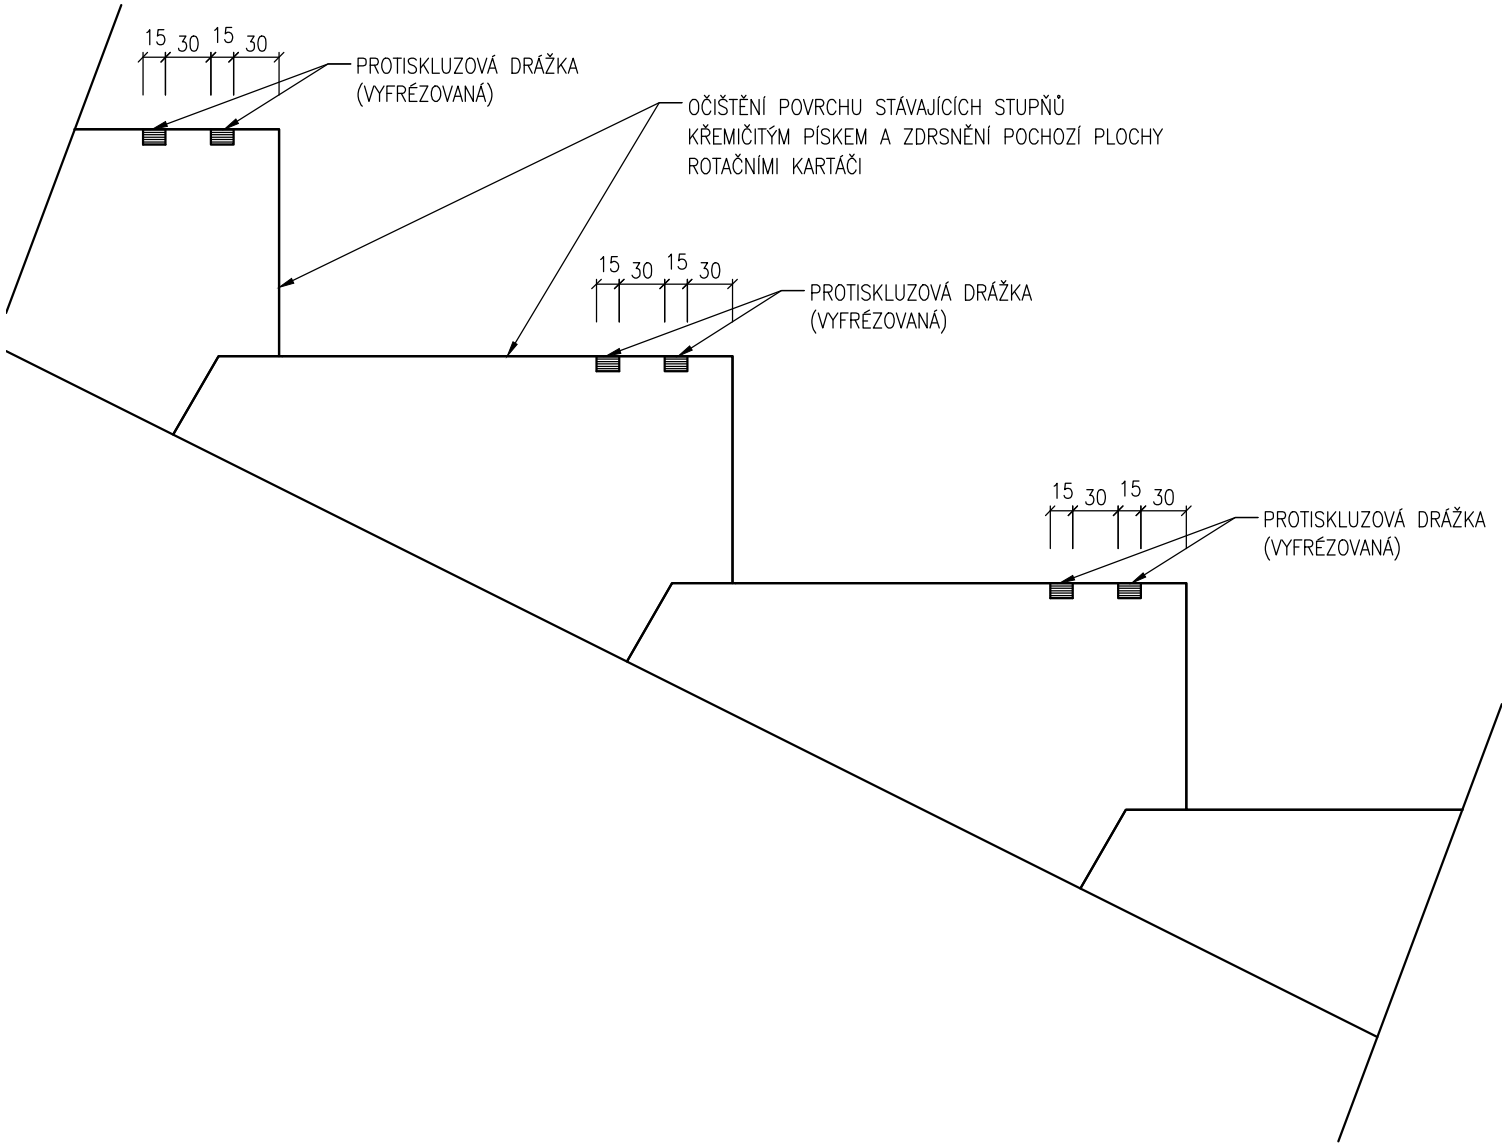 15 30 15 30
PROTISKLUZOVÁ DRÁŽKA
(VYFRÉZOVANÁ)
OČIŠTĚNÍ POVRCHU STÁVAJÍCÍCH STUPŇŮ
KŘEMIČITÝM PÍSKEM A ZDRSNĚNÍ POCHOZÍ PLOCHY
ROTAČNÍMI KARTÁČI
15 30 15 30
PROTISKLUZOVÁ DRÁŽKA
(VYFRÉZOVANÁ)
15 30 15 30
PROTISKLUZOVÁ DRÁŽKA
(VYFRÉZOVANÁ)